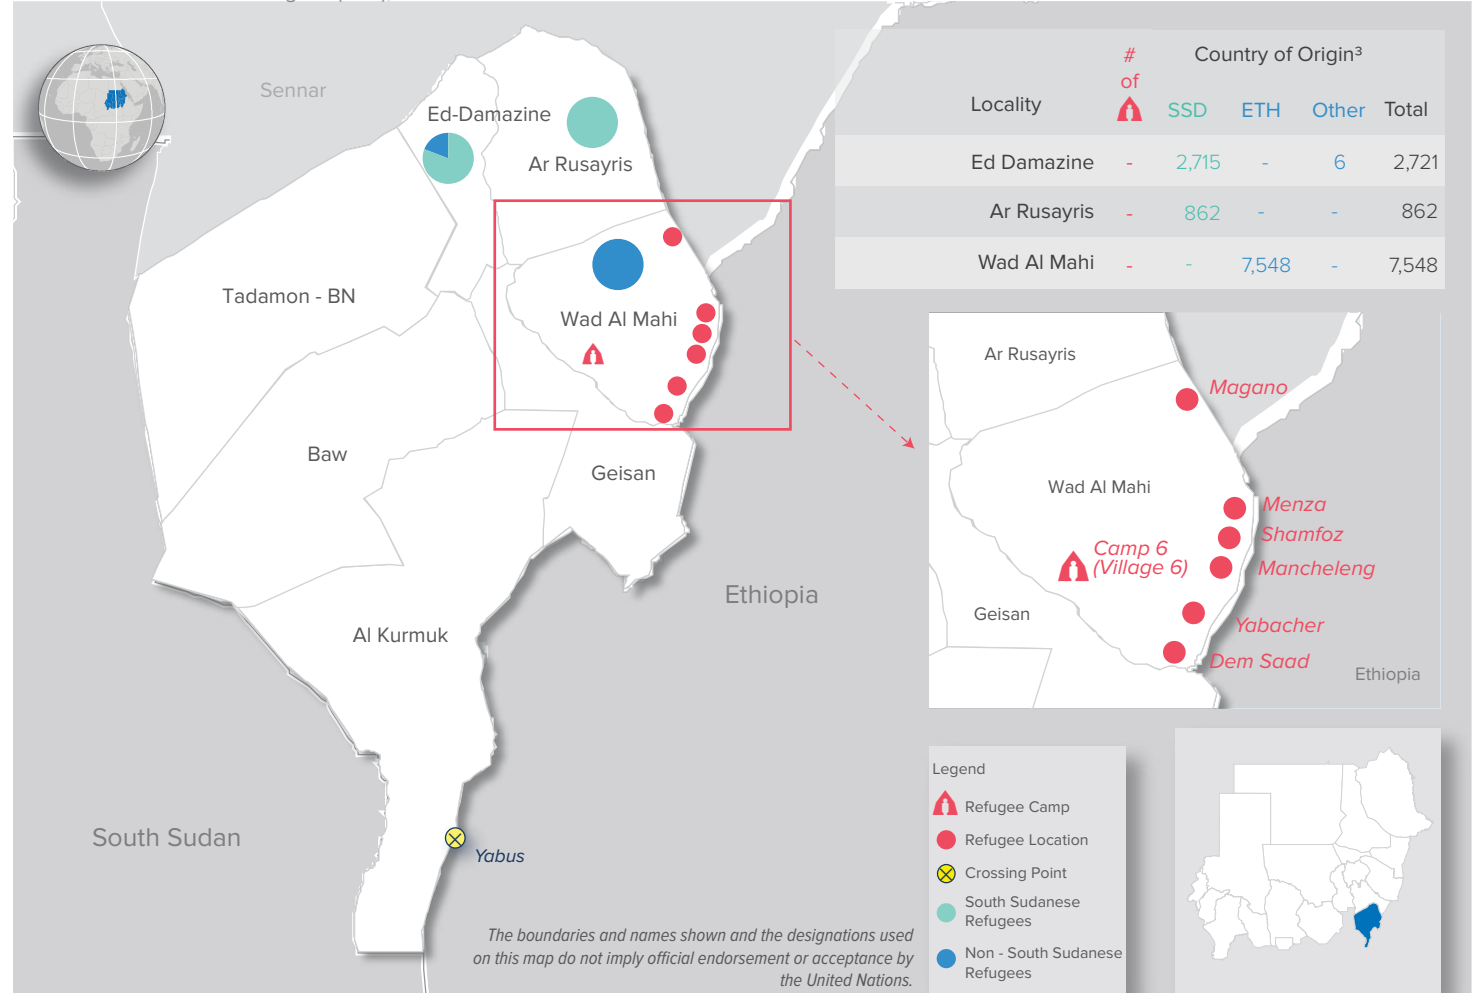 Sennar
Ed-Damazine
Ar Rusayris
Tadamon - BN
Wad Al Mahi
Baw
Geisan
Ethiopia
Al Kurmuk
South Sudan
Yabus
The boundaries and names shown and the designations used
on this map do not imply official endorsement or acceptance by
the United Nations.
# of Country of Origin³
Locality SSD ETH Other Total
Ed Damazine - 2,715 - 6 2,721
Ar Rusayris - 862 - - 862
Wad Al Mahi - - 7,548 - 7,548
Ar Rusayris
Magano
Wad Al Mahi
Menza
Shamfoz
Camp 6
(Village 6)
Mancheleng
Geisan
Yabacher
Dem Saad
Ethiopia
Legend
Refugee Camp
Refugee Location
Crossing Point
South Sudanese
Refugees
Non - South Sudanese
Refugees